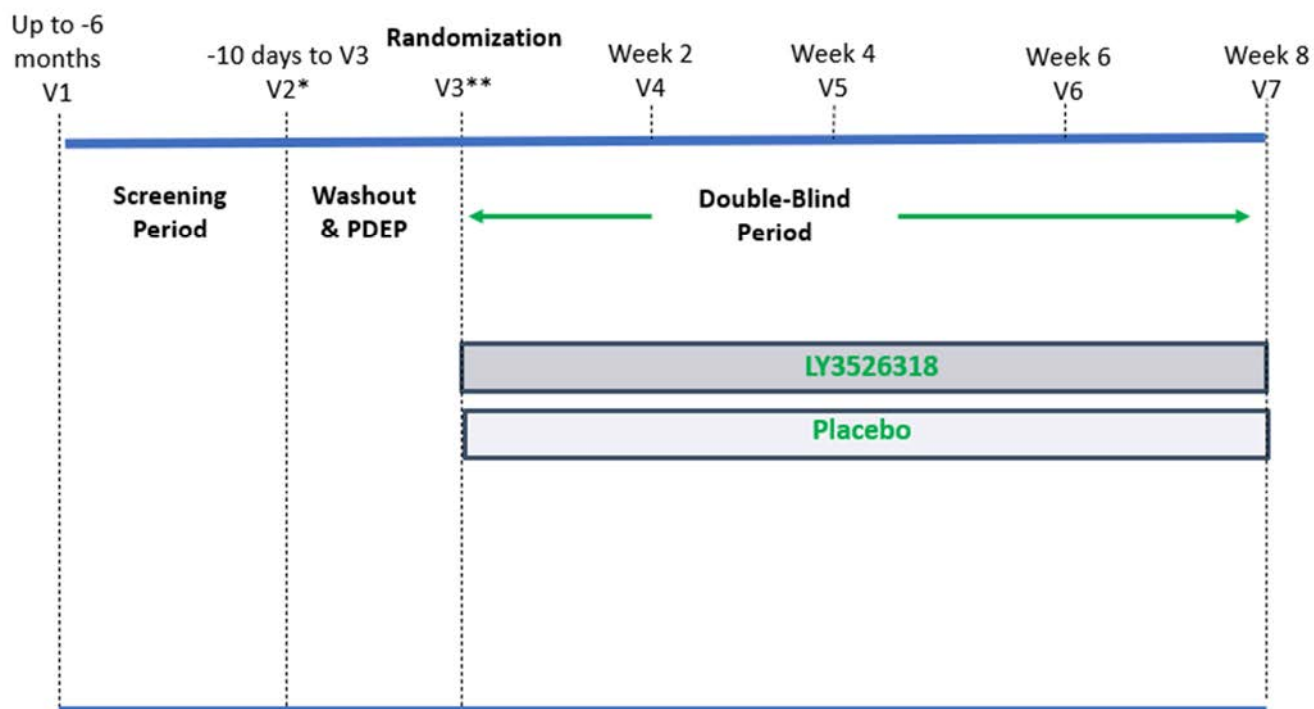 Up to -6
months
V1
-10 days to V3
V2*
Randomization
V3**
Week 2
V4
Week 4
V5
Week 6
V6
Week 8
V7
Screening
Period
Washout
& PDEP
Double-Blind
Period
LY3526318
Placebo